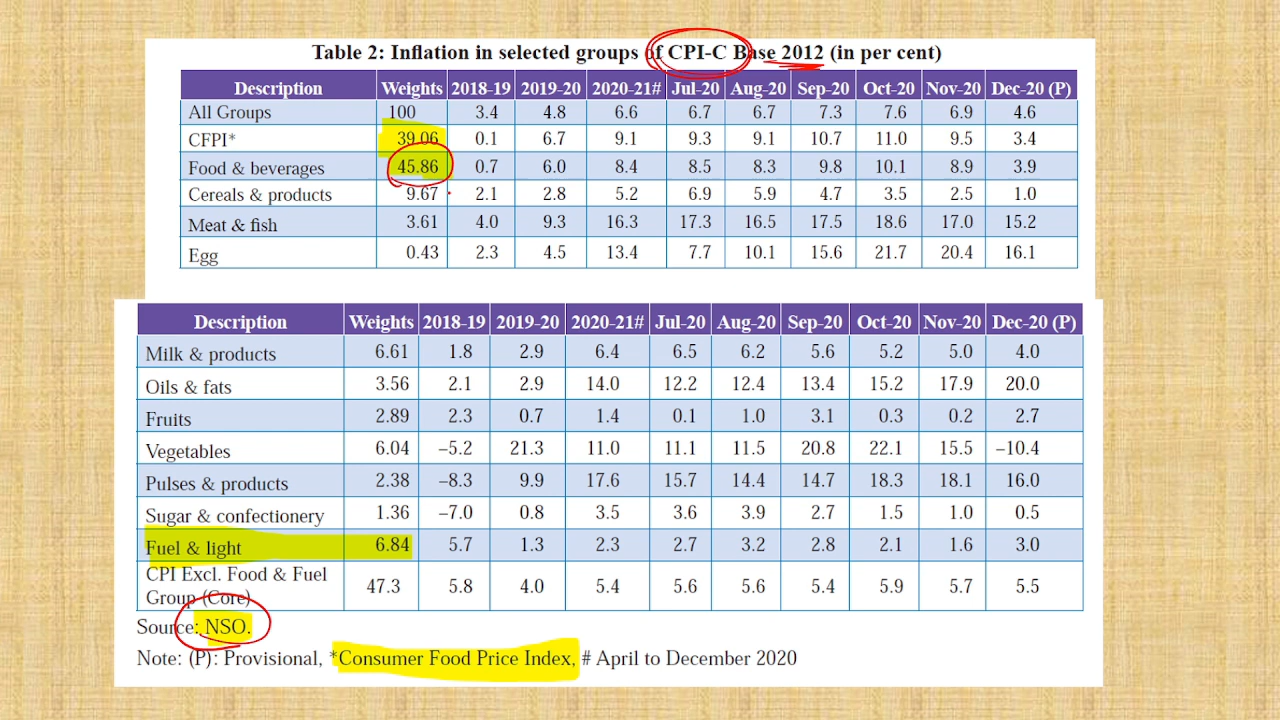 Table 2: Inflation in selected groups of CPI-C Base 2012 (in per cent)
Description Weights 2018-19 2019-20 2020-21# Jul-20 Aug-20 Sep-20 Oct-20 Nov-20 Dec-20 (P)
All Groups 100 3.4 4.8 6.6 6.7 6.7 7.3 7.6 6.9 4.6
CFPI* 39.06 0.1 6.7 9.1 9.3 9.1 10.7 11.0 9.5 3.4
Food & beverages 45.86 0.7 6.0 8.4 8.5 8.3 9.8 10.1 8.9 3.9
Cereals & products 9.67 2.1 2.8 5.2 6.9 5.9 4.7 3.5 2.5 1.0
Meat & fish 3.61 4.0 9.3 16.3 17.3 16.5 17.5 18.6 17.0 15.2
Egg 0.43 2.3 4.5 13.4 7.7 10.1 15.6 21.7 20.4 16.1
Description Weights 2018-19 2019-20 2020-21# Jul-20 Aug-20 Sep-20 Oct-20 Nov-20 Dec-20 (P)
Milk & products 6.61 1.8 2.9 6.4 6.5 6.2 5.6 5.2 5.0 4.0
Oils & fats 3.56 2.1 2.9 14.0 12.2 12.4 13.4 15.2 17.9 20.0
Fruits 2.89 2.3 0.7 1.4 0.1 1.0 3.1 0.3 0.2 2.7
Vegetables 6.04 –5.2 21.3 11.0 11.1 11.5 20.8 22.1 15.5 –10.4
Pulses & products 2.38 –8.3 9.9 17.6 15.7 14.4 14.7 18.3 18.1 16.0
Sugar & confectionery 1.36 –7.0 0.8 3.5 3.6 3.9 2.7 1.5 1.0 0.5
Fuel & light 6.84 5.7 1.3 2.3 2.7 3.2 2.8 2.1 1.6 3.0
CPI Excl. Food & Fuel
Group (Core) 47.3 5.8 4.0 5.4 5.6 5.6 5.4 5.9 5.7 5.5
Source: NSO.
Note: (P): Provisional, *Consumer Food Price Index, # April to December 2020